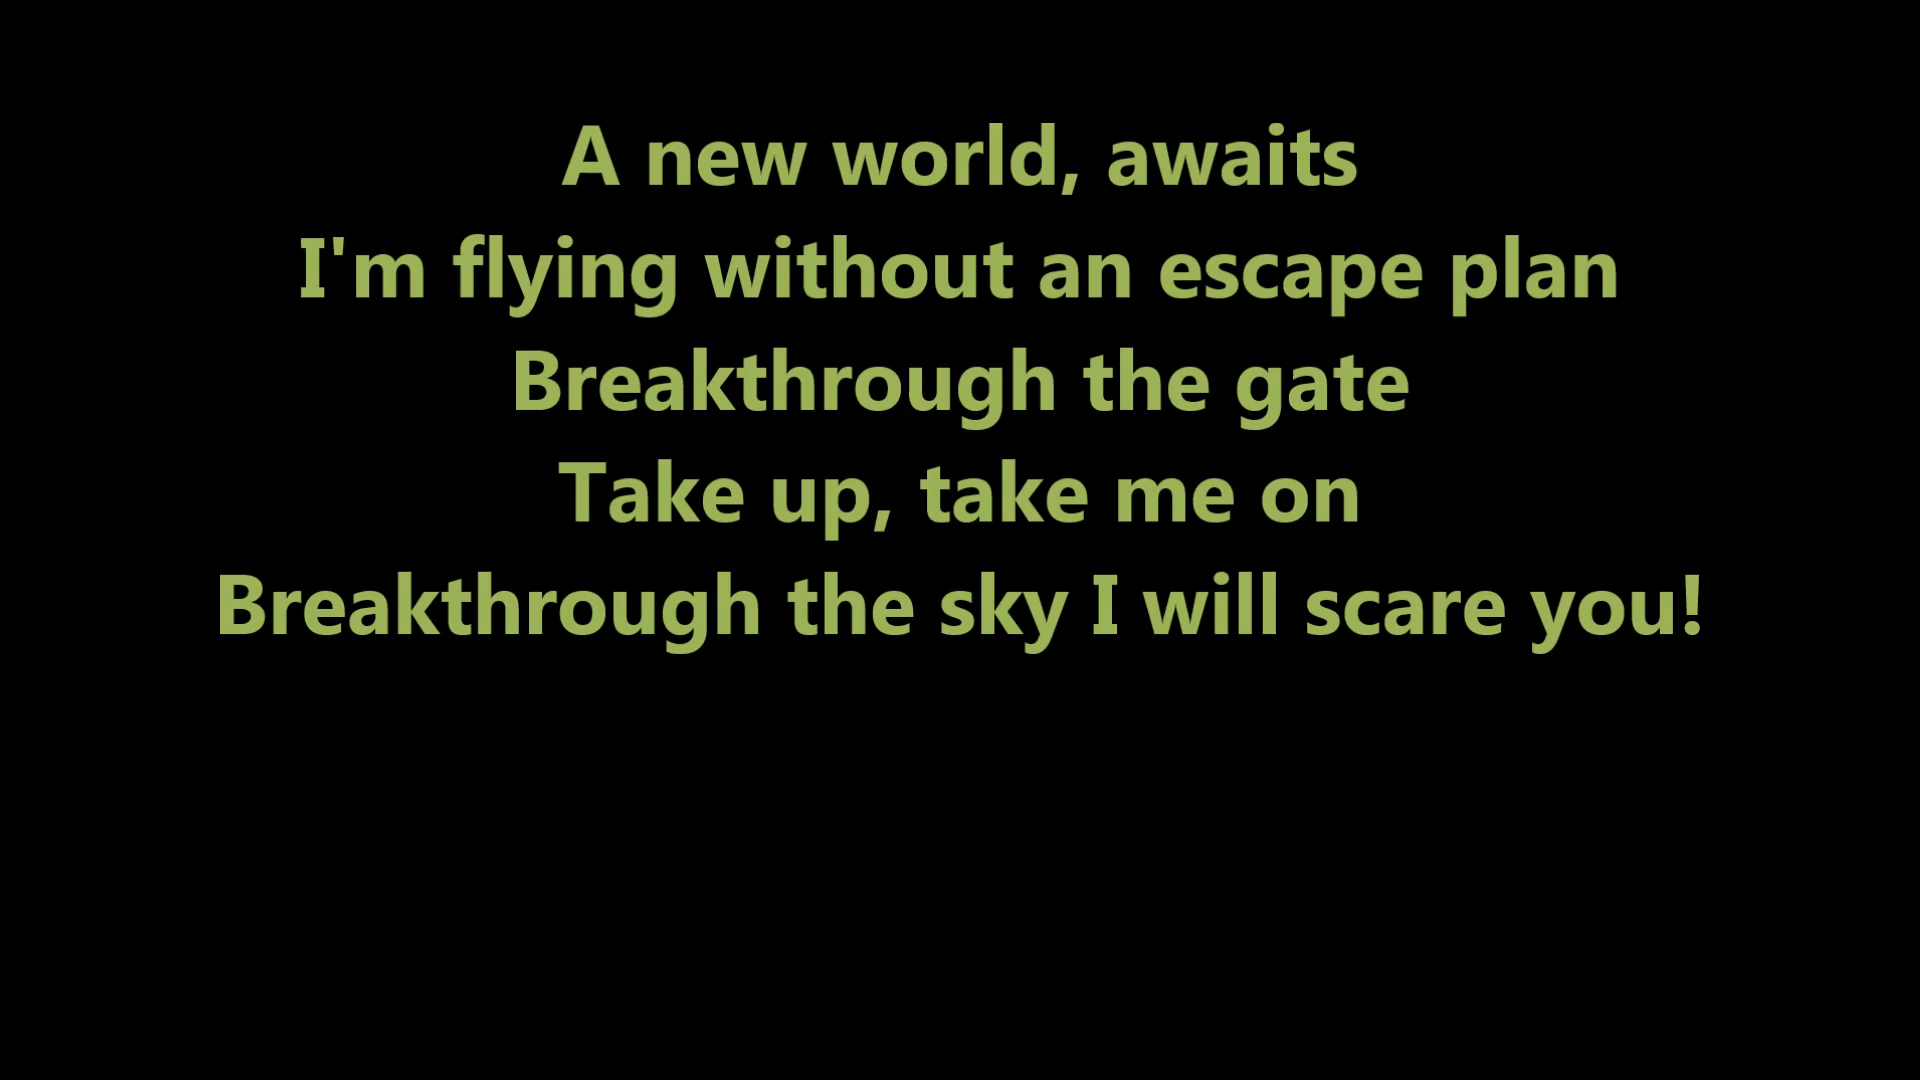 A new world, awaits
I'm flying without an escape plan
Breakthrough the gate
Take up, take me on
Breakthrough the sky I will scare you!